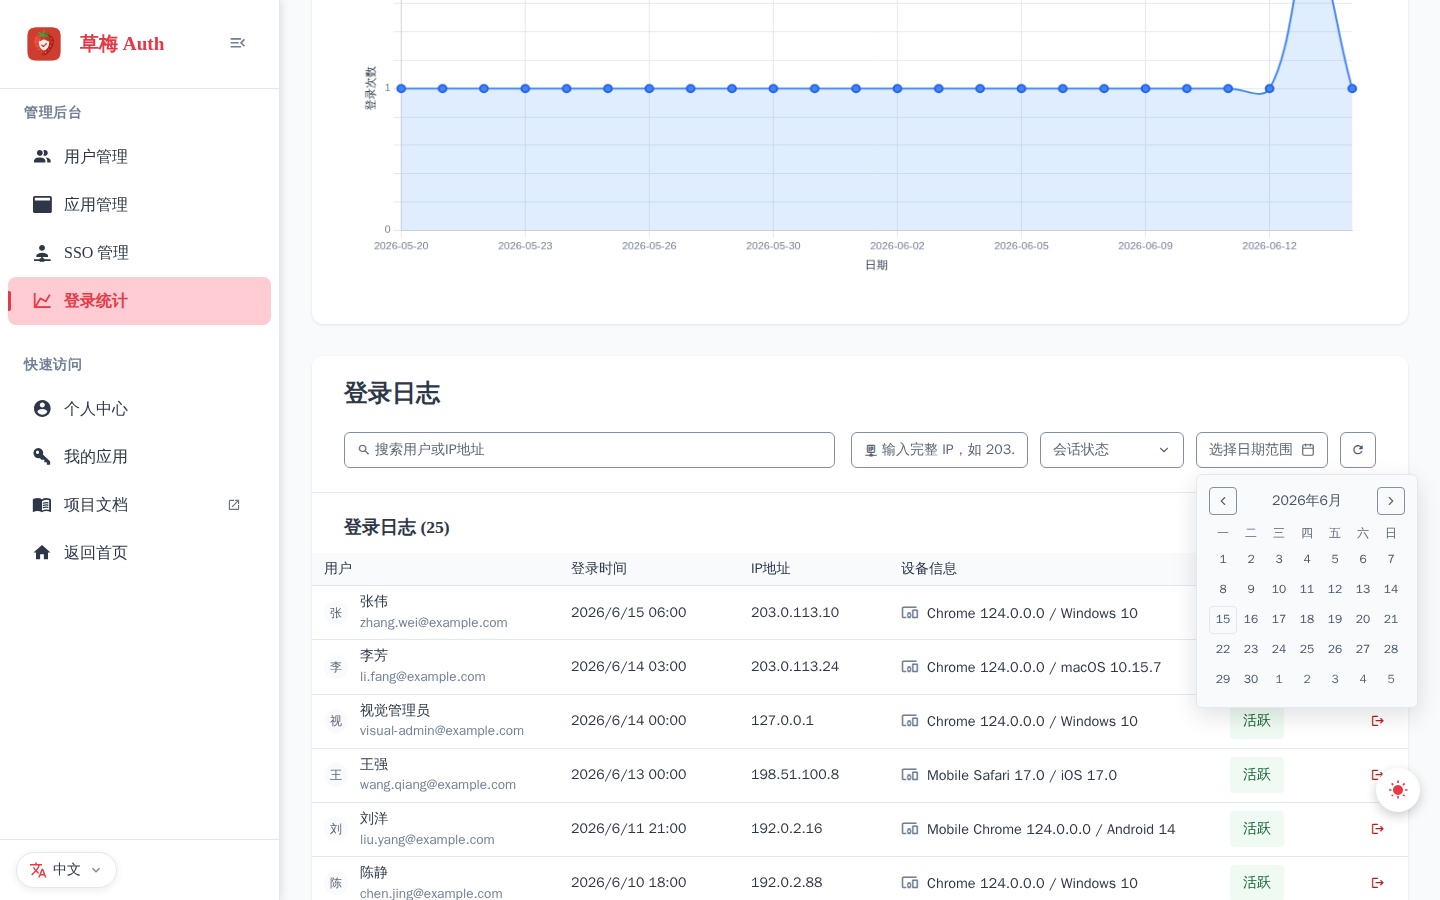 草梅 Auth
管理后台
用户管理
应用管理
SSO 管理
登录统计
快速访问
个人中心
我的应用
项目文档
返回首页
中文
登录次数
1
0
2026-05-20 2026-05-23 2026-05-26 2026-05-30 2026-06-02 2026-06-05 2026-06-09 2026-06-12
日期
登录日志
搜索用户或IP地址 输入完整 IP，如 203. 会话状态 选择日期范围
2026年6月
一 二 三 四 五 六 日
1 2 3 4 5 6 7
8 9 10 11 12 13 14
15 16 17 18 19 20 21
22 23 24 25 26 27 28
29 30 1 2 3 4 5
登录日志 (25)
用户 登录时间 IP地址 设备信息
张 张伟 2026/6/15 06:00 203.0.113.10 Chrome 124.0.0.0 / Windows 10
zhang.wei@example.com
李 李芳 2026/6/14 03:00 203.0.113.24 Chrome 124.0.0.0 / macOS 10.15.7
li.fang@example.com
视 视觉管理员 2026/6/14 00:00 127.0.0.1 Chrome 124.0.0.0 / Windows 10 活跃
visual-admin@example.com
王 王强 2026/6/13 00:00 198.51.100.8 Mobile Safari 17.0 / iOS 17.0 活跃
wang.qiang@example.com
刘 刘洋 2026/6/11 21:00 192.0.2.16 Mobile Chrome 124.0.0.0 / Android 14 活跃
liu.yang@example.com
陈 陈静 2026/6/10 18:00 192.0.2.88 Chrome 124.0.0.0 / Windows 10 活跃
chen.jing@example.com